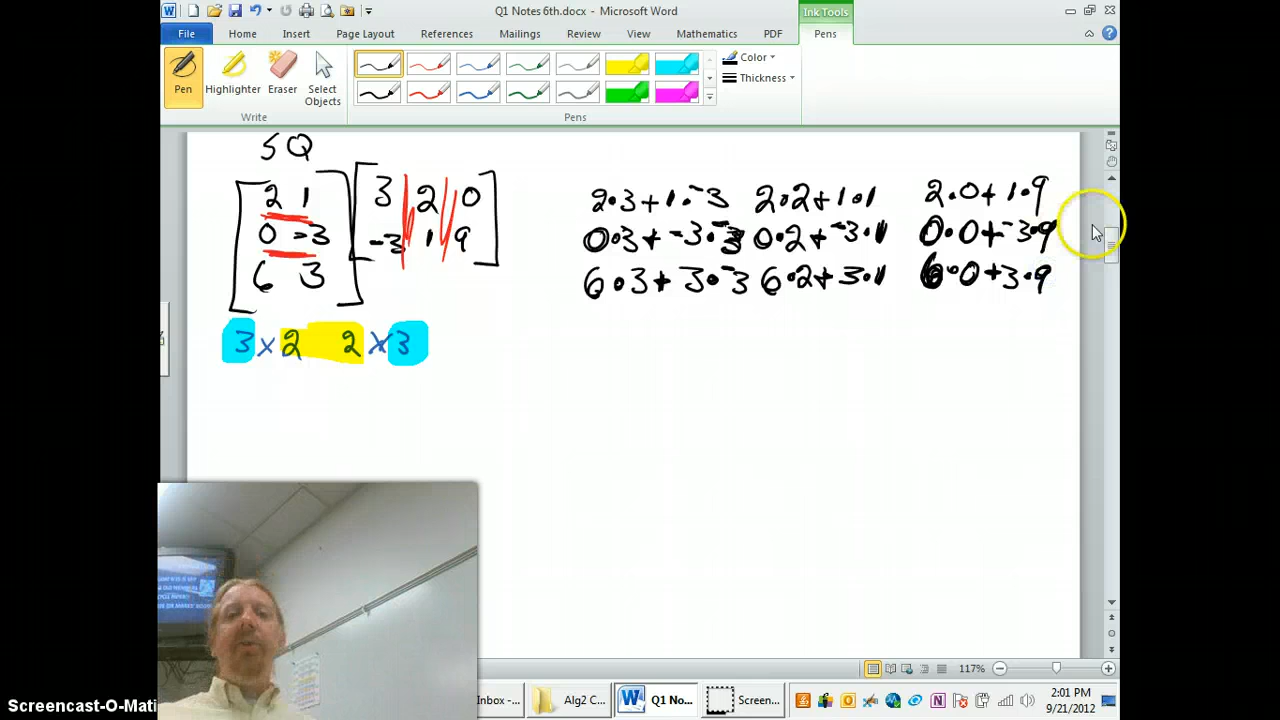 Q1 Notes 6th.docx - Microsoft Word
Ink Tools
File Home Insert Page Layout References Mailings Review View Mathematics PDF Pens
Pen Highlighter Eraser Select Objects
Color
Thickness
Write Pens
SQ
2 1
0 -3
6 3
3 2 0
-3 1 9
2·3+1·-3 2·2+1·1 2·0+1·9
0·3+-3·-3 0·2+-3·1 0·0+-3·9
6·3+3·-3 6·2+3·1 6·0+3·9
3×2 2×3
117%
Inbox -... Alg2 C... Q1 No... Screen...
2:01 PM
9/21/2012
Screencast-O-Mati